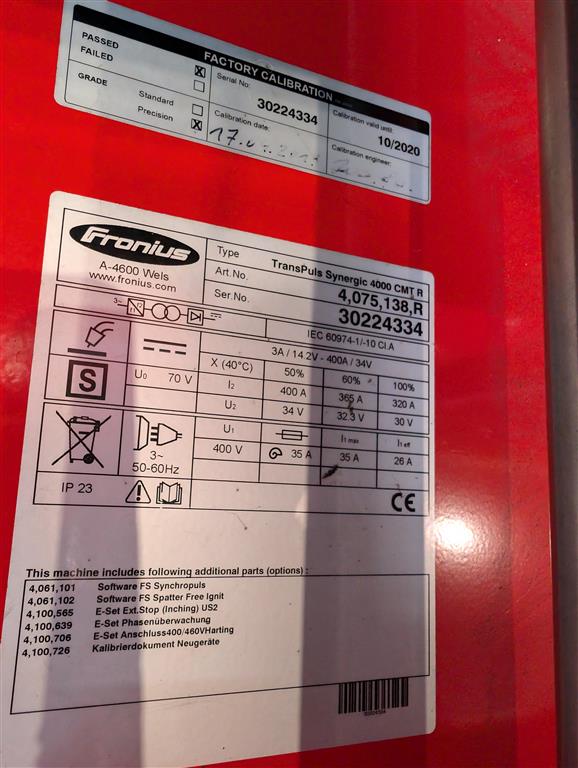 FACTORY CALIBRATION
PASSED X
FAILED
GRADE
Standard
Precision X
Serial No:
30224334
Calibration date:
Calibration valid until:
10/2020
Calibration engineer:
Fronius
A-4600 Wels
www.fronius.com
Type TransPuls Synergic 4000 CMT R
Art.No. 4,075,138,R
Ser.No. 30224334
3~
IEC 60974-1/-10 Cl.A
3A / 14.2V - 400A / 34V
X (40°C) 50% 60% 100%
I2 400 A 365 A 320 A
U0 70 V
U2 34 V 32.3 V 30 V
S
U1 I1 max I1 eff
400 V 35 A 35 A 26 A
3~
50-60Hz
IP 23
CE
This machine includes following additional parts (options) :
4,061,101 Software FS Synchropuls
4,061,102 Software FS Spatter Free Ignit
4,100,565 E-Set Ext.Stop (Inching) US2
4,100,639 E-Set Phasenüberwachung
4,100,706 E-Set Anschluss400/460VHarting
4,100,726 Kalibrierdokument Neugeräte